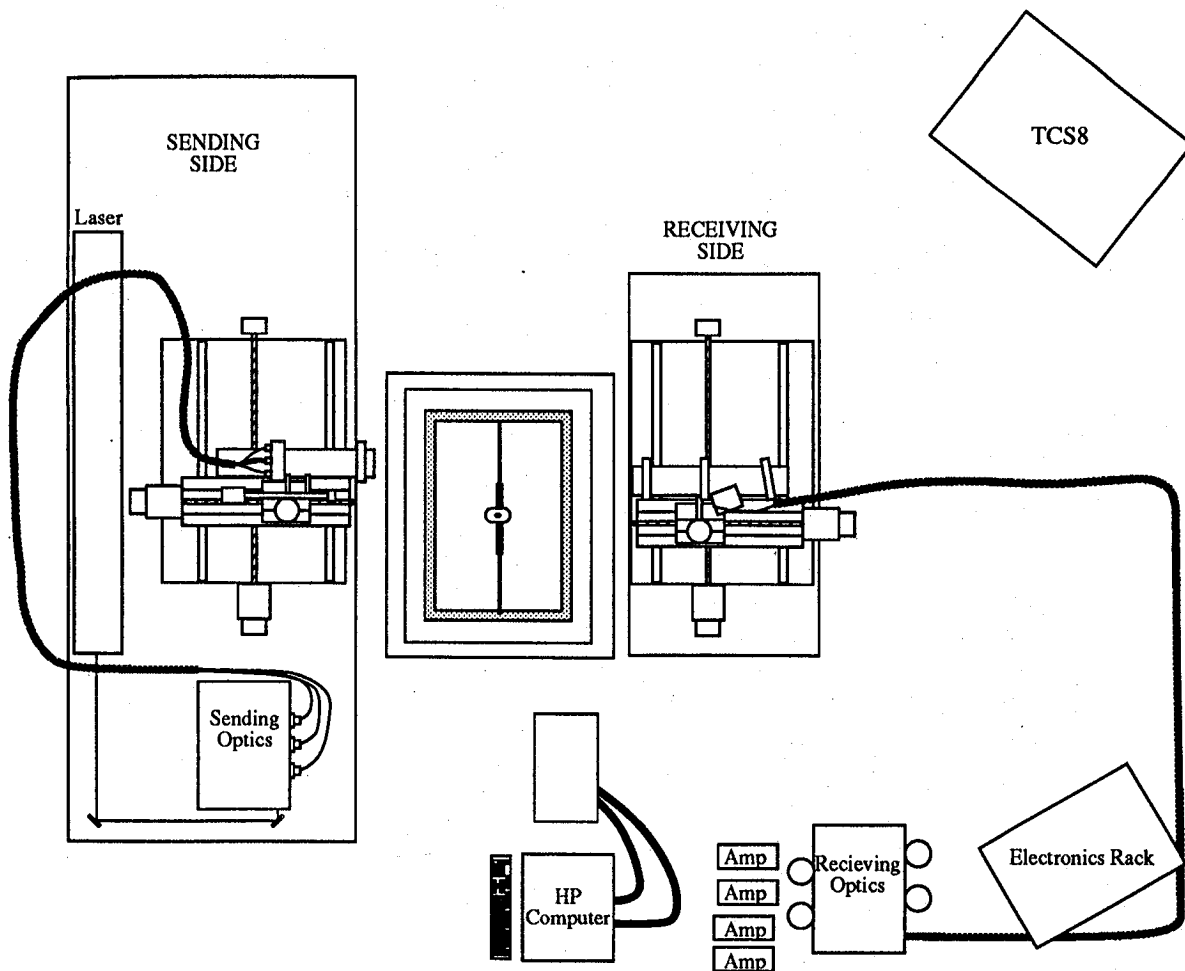 TCS8
SENDING
SIDE
Laser
RECEIVING
SIDE
Sending
Optics
Amp
Amp
Amp
Amp
Recieving
Optics
Electronics Rack
HP
Computer